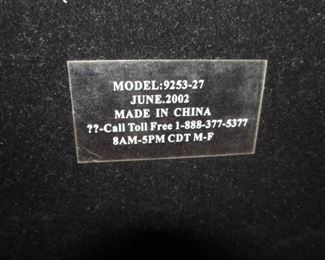 MODEL:9253-27
JUNE.2002
MADE IN CHINA
??-Call Toll Free 1-888-377-5377
8AM-5PM CDT M-F